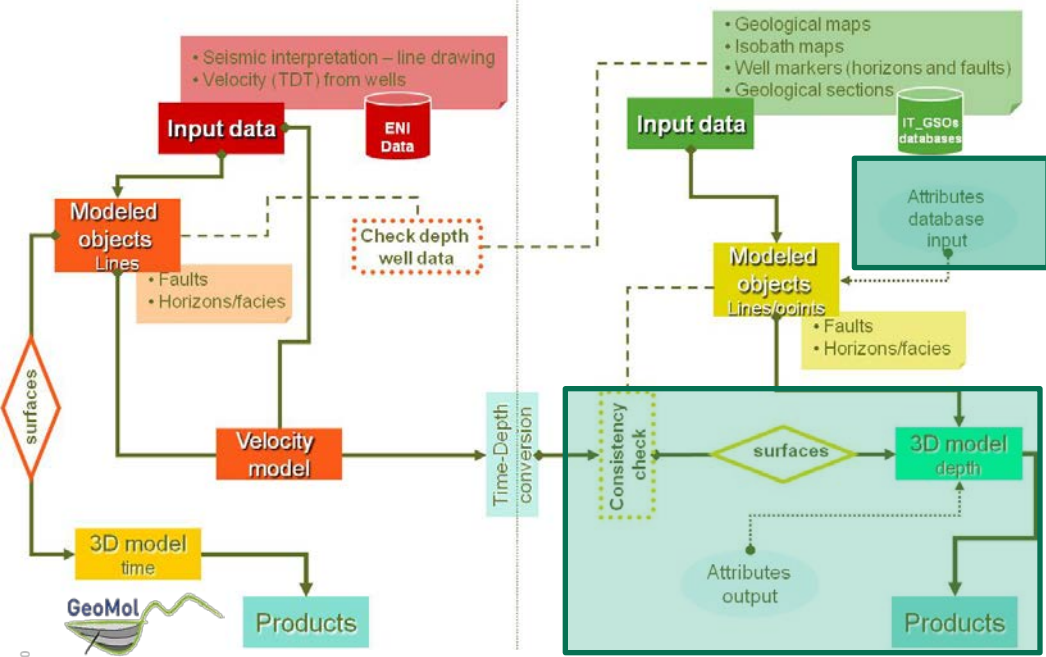 • Seismic interpretation – line drawing
• Velocity (TDT) from wells
Input data
ENI
Data
Modeled
objects
Lines
• Faults
• Horizons/facies
Check depth
well data
surfaces
Velocity
model
3D model
time
Products
GeoMol
Time-Depth
conversion
• Geological maps
• Isobath maps
• Well markers (horizons and faults)
• Geological sections
Input data
IT_GSOs
databases
Attributes
database
input
Modeled
objects
Lines/points
• Faults
• Horizons/facies
Consistency
check
surfaces
3D model
depth
Attributes
output
Products